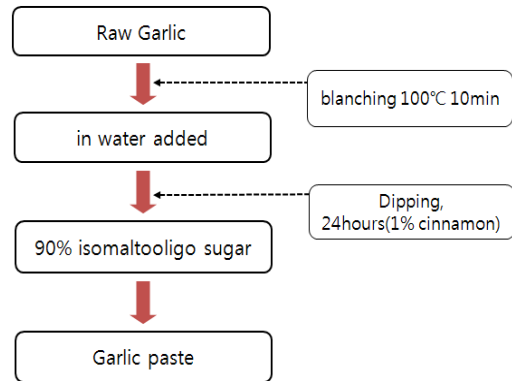 Raw Garlic
blanching 100℃ 10min
in water added
Dipping,
24hours(1% cinnamon)
90% isomaltooligo sugar
Garlic paste